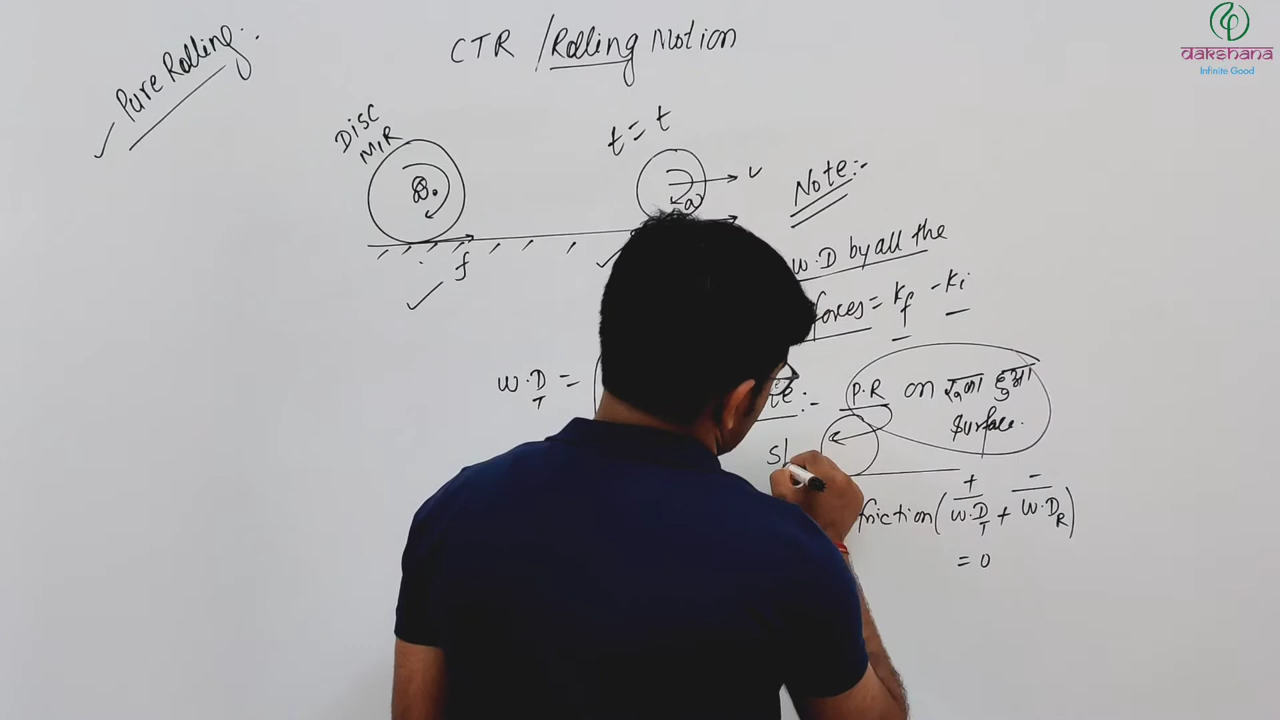 Pure Rolling:.
CTR / Rolling Motion
dakshana
Infinite Good
DISC
M, R
t = t
v
Note:-
f
W.D by all the
forces = Kf - Ki
W.D T =
:- P.R on रुका हुआ
surface.
friction ( + W.D T + - W.D R )
= 0